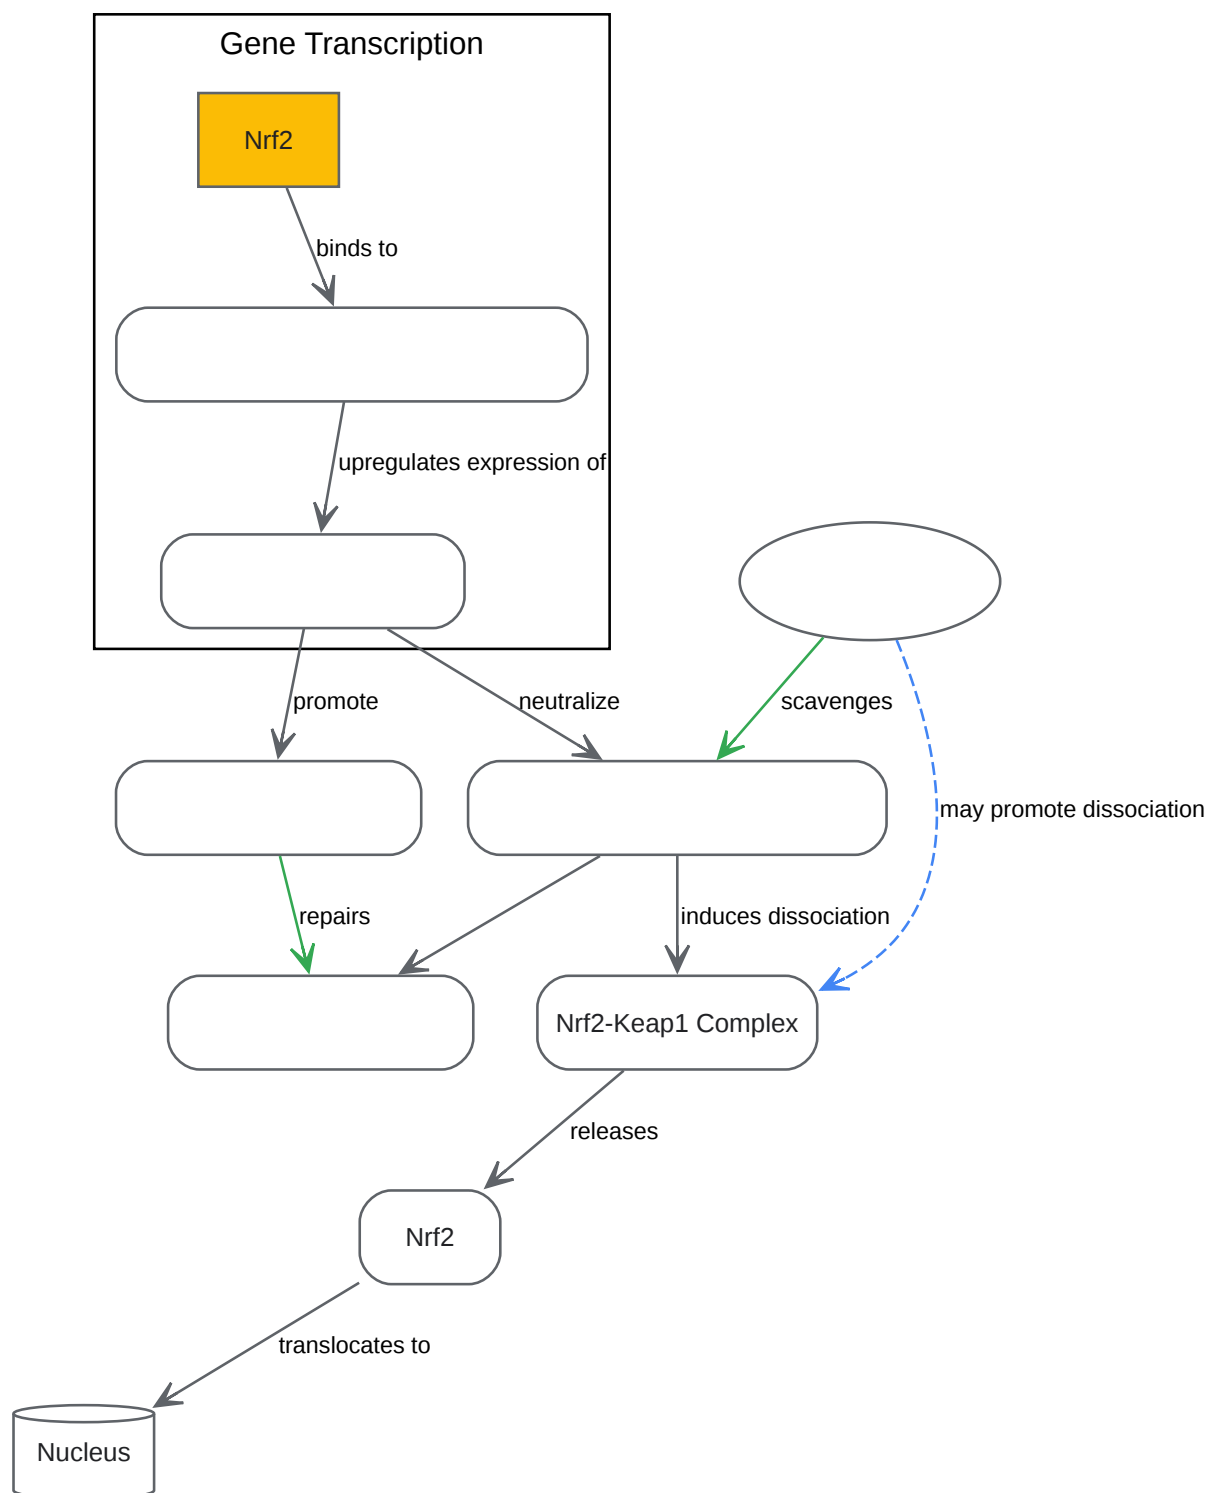 Gene Transcription
Nrf2
binds to
upregulates expression of
promote
neutralize
scavenges
may promote dissociation
repairs
induces dissociation
Nrf2-Keap1 Complex
releases
Nrf2
translocates to
Nucleus